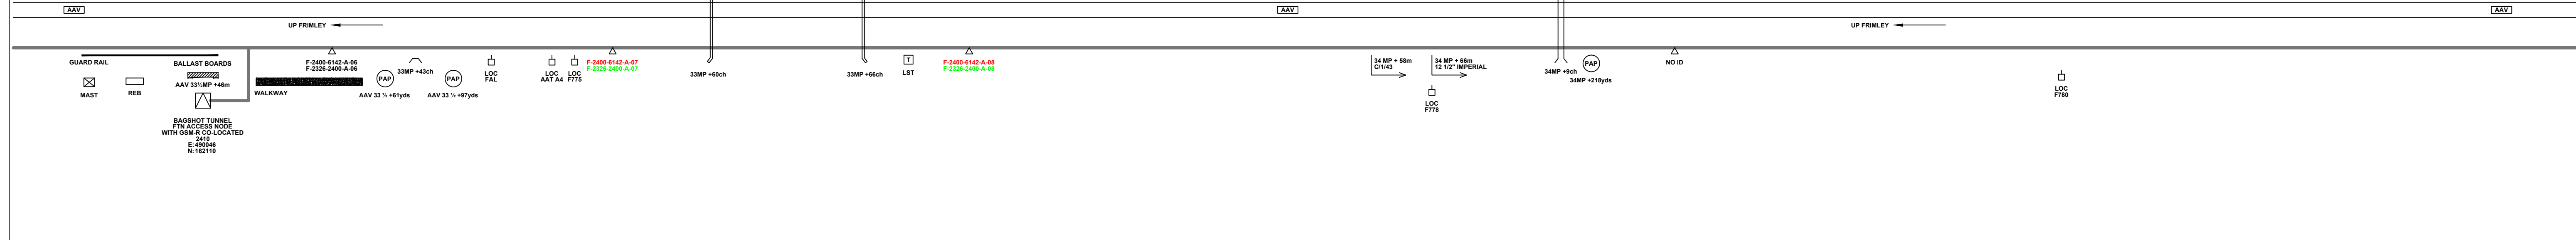 AAV
AAV
AAV
UP FRIMLEY
UP FRIMLEY
GUARD RAIL
MAST
REB
BALLAST BOARDS
AAV 33½MP +46m
BAGSHOT TUNNEL
FTN ACCESS NODE
WITH GSM-R CO-LOCATED
2410
E: 490046
N: 162110
WALKWAY
F-2400-6142-A-06
F-2326-2400-A-06
PAP
AAV 33 ½ +61yds
33MP +43ch
PAP
AAV 33 ½ +97yds
LOC
FAL
LOC
AAT A4
LOC
F775
F-2400-6142-A-07
F-2326-2400-A-07
33MP +60ch
33MP +66ch
T
LST
F-2400-6142-A-08
F-2326-2400-A-08
34 MP + 58m
C/1/43
34 MP + 66m
12 1/2" IMPERIAL
LOC
F778
34MP +9ch
PAP
34MP +218yds
NO ID
LOC
F780